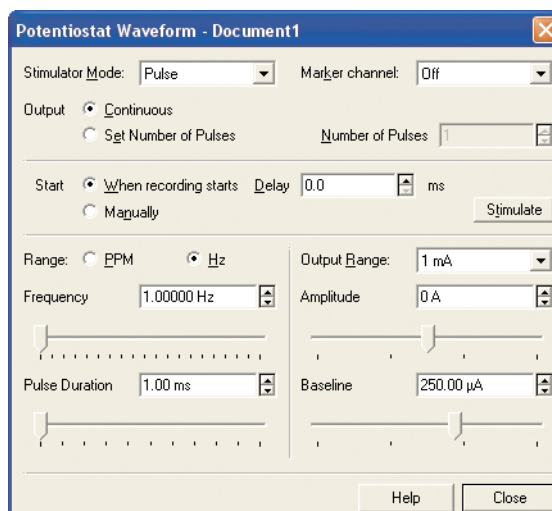 Potentiostat Waveform - Document1
Stimulator Mode: Pulse Marker channel: Off
Output Continuous
Set Number of Pulses Number of Pulses 1
Start When recording starts Delay 0.0 ms
Manually Stimulate
Range: PPM Hz Output Range: 1 mA
Frequency 1.00000 Hz Amplitude 0 A
Pulse Duration 1.00 ms Baseline 250.00 µA
Help Close